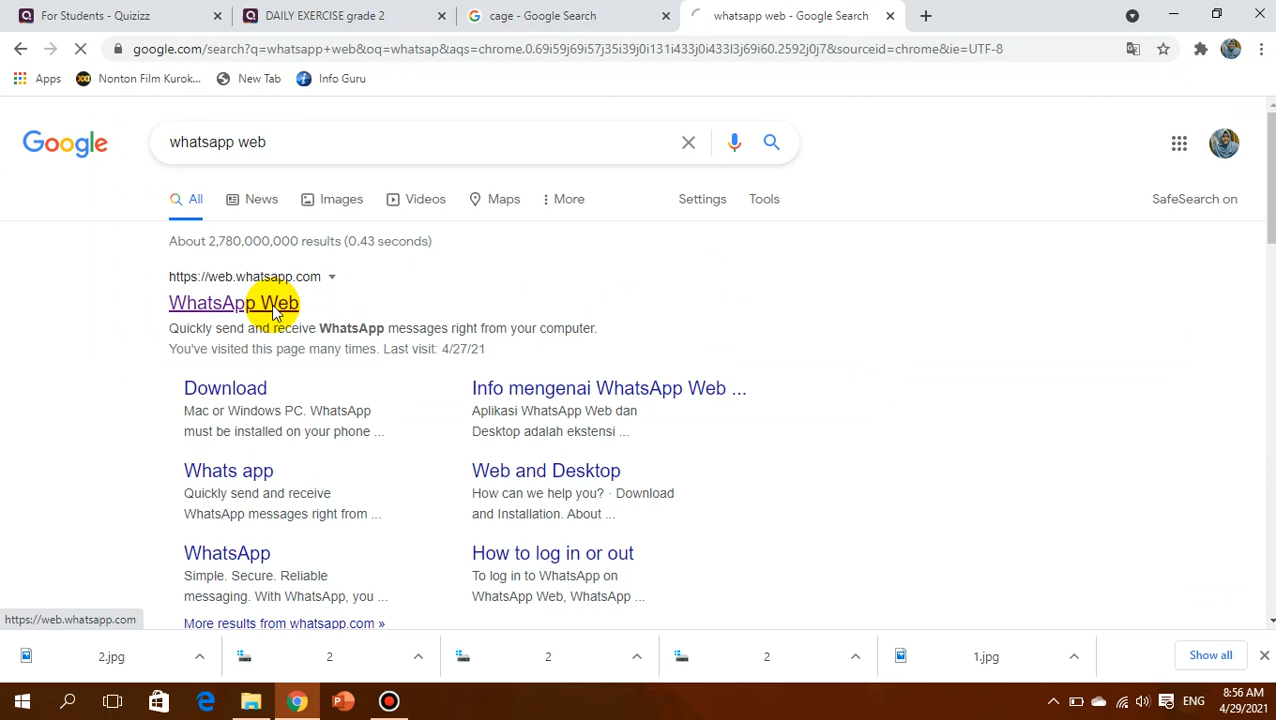 For Students - Quizizz
DAILY EXERCISE grade 2
cage - Google Search
whatsapp web - Google Search
google.com/search?q=whatsapp+web&oq=whatsap&aqs=chrome.0.69i59j69i57j35i39j0i131i433j0i433l3j69i60.2592j0j7&sourceid=chrome&ie=UTF-8
Apps
Nonton Film Kurok...
New Tab
Info Guru
Google
whatsapp web
All
News
Images
Videos
Maps
More
Settings
Tools
SafeSearch on
About 2,780,000,000 results (0.43 seconds)
https://web.whatsapp.com
WhatsApp Web
Quickly send and receive WhatsApp messages right from your computer.
You've visited this page many times. Last visit: 4/27/21
Download
Mac or Windows PC. WhatsApp
must be installed on your phone ...
Info mengenai WhatsApp Web ...
Aplikasi WhatsApp Web dan
Desktop adalah ekstensi ...
Whats app
Quickly send and receive
WhatsApp messages right from ...
Web and Desktop
How can we help you? · Download
and Installation. About ...
WhatsApp
Simple. Secure. Reliable
messaging. With WhatsApp, you ...
How to log in or out
To log in to WhatsApp on
WhatsApp Web, WhatsApp ...
More results from whatsapp.com »
https://web.whatsapp.com
2.jpg
2
2
2
1.jpg
Show all
ENG
8:56 AM
4/29/2021